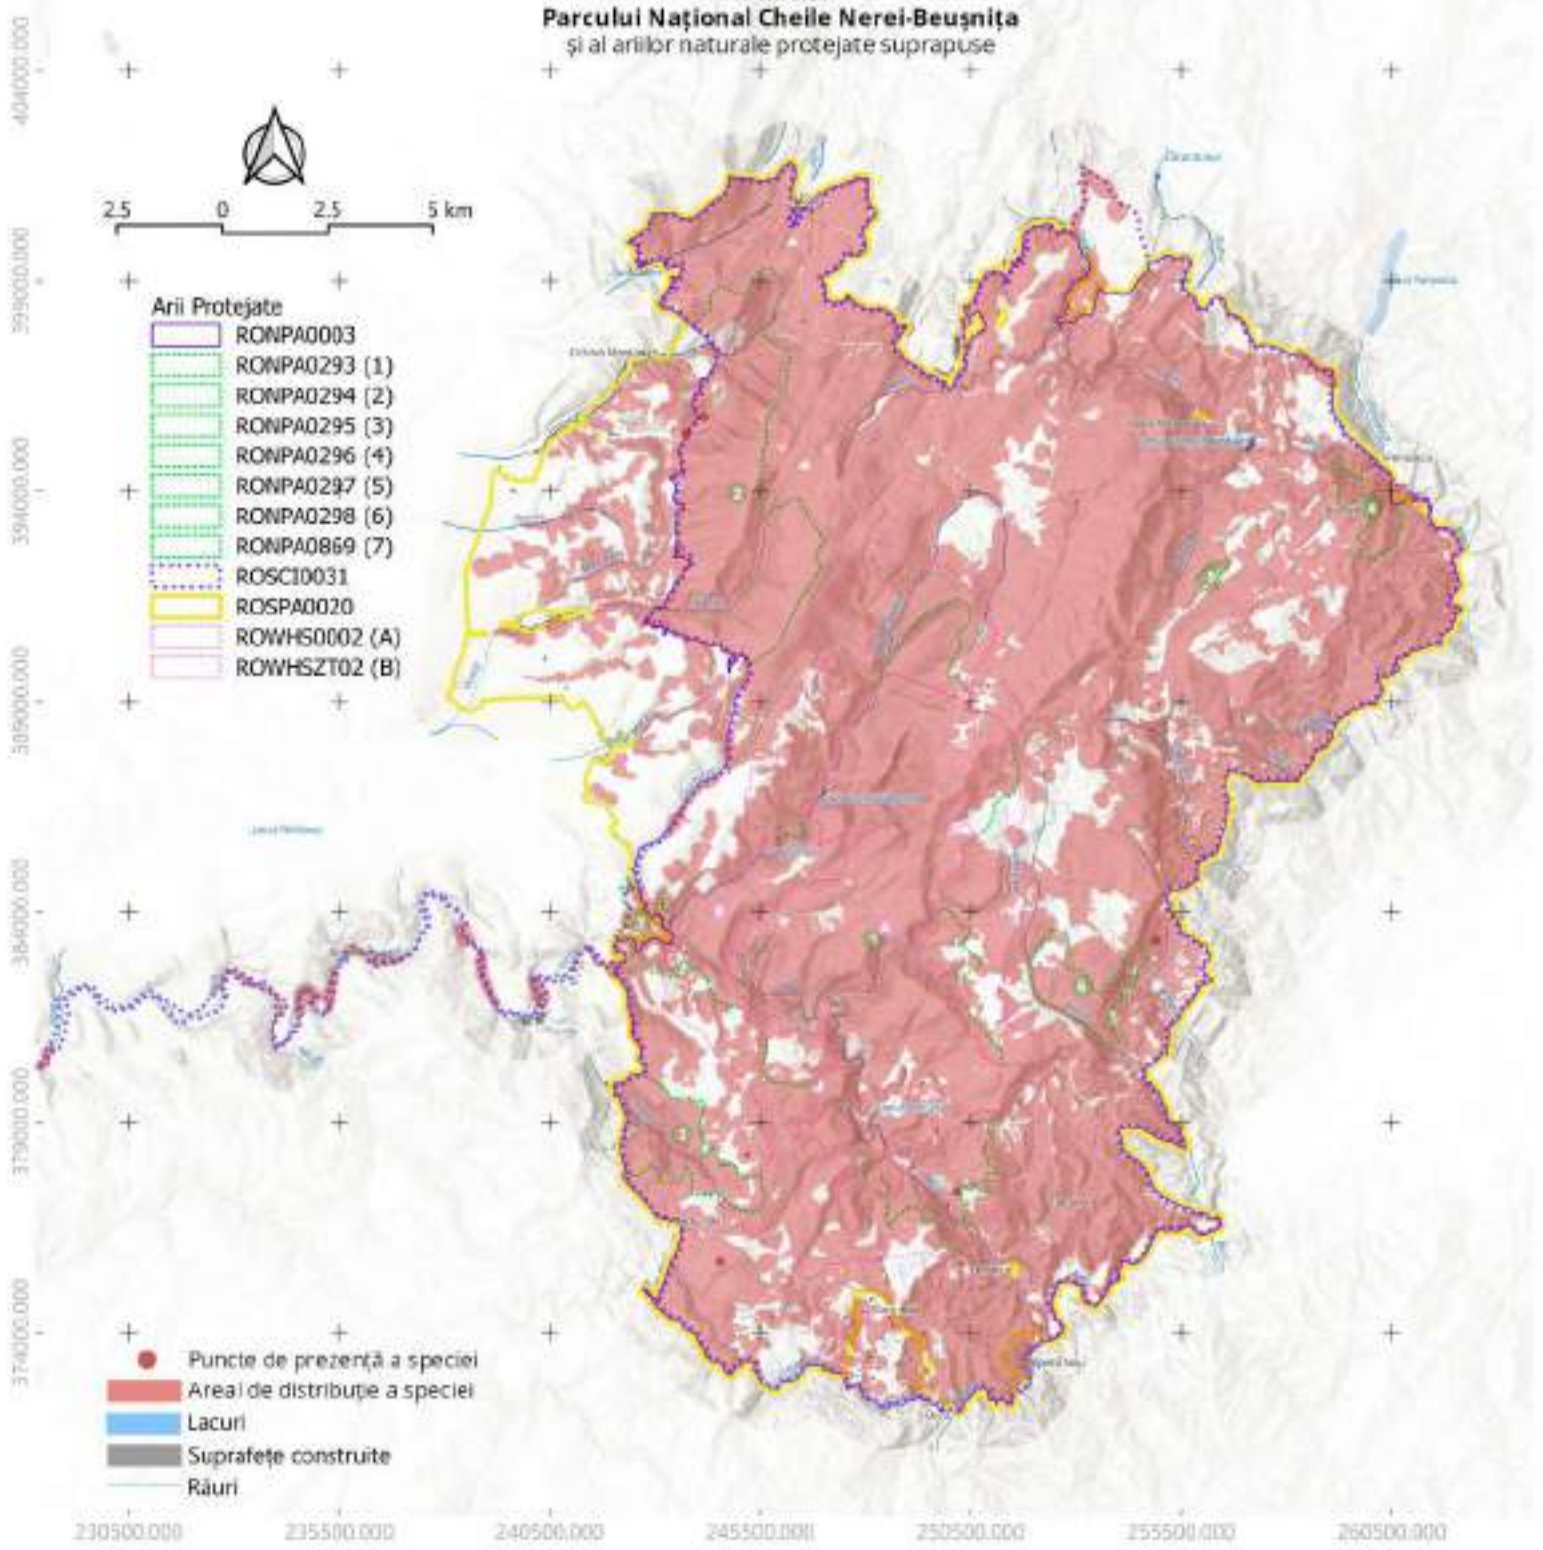 Parcului Național Cheile Nerei-Beușnița
și al ariilor naturale protejate suprapuse
404000.000
399000.000
394000.000
389000.000
384000.000
379000.000
374000.000
2.5 0 2.5 5 km
Arii Protejate
RONPA0003
RONPA0293 (1)
RONPA0294 (2)
RONPA0295 (3)
RONPA0296 (4)
RONPA0297 (5)
RONPA0298 (6)
RONPA0869 (7)
ROSCI0031
ROSPA0020
ROWHS0002 (A)
ROWHSZT02 (B)
2
Puncte de prezență a speciei
Areal de distribuție a speciei
Lacuri
Suprafețe construite
Râuri
230500.000 235500.000 240500.000 245500.000 250500.000 255500.000 260500.000